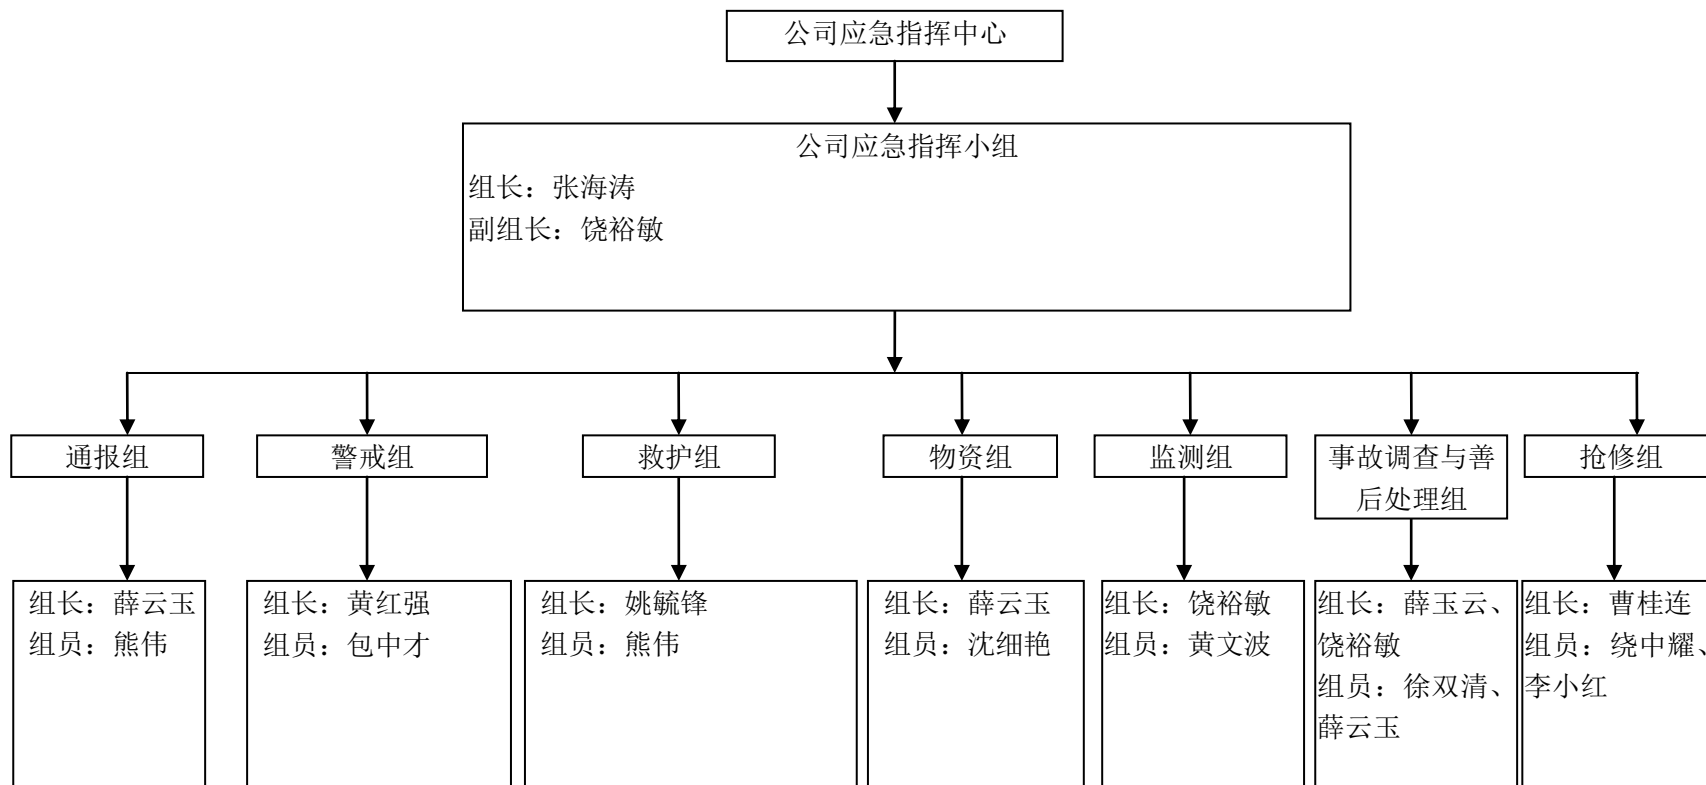 公司应急指挥中心
公司应急指挥小组
组长：张海涛
副组长：饶裕敏
通报组
警戒组
救护组
物资组
监测组
事故调查与善
后处理组
抢修组
组长：薛云玉
组员：熊伟
组长：黄红强
组员：包中才
组长：姚毓锋
组员：熊伟
组长：薛云玉
组员：沈细艳
组长：饶裕敏
组员：黄文波
组长：薛玉云、
饶裕敏
组员：徐双清、
薛云玉
组长：曹桂连
组员：绕中耀、
李小红